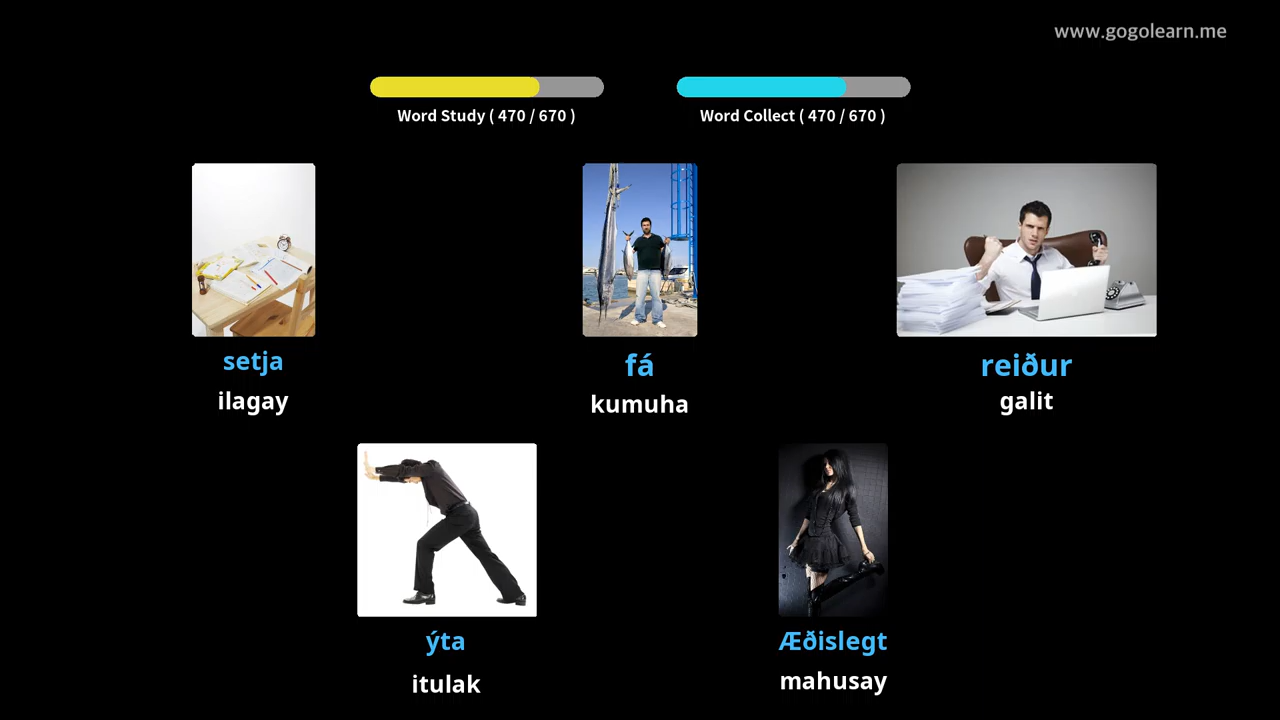 www.gogolearn.me
Word Study ( 470 / 670 )
Word Collect ( 470 / 670 )
setja
ilagay
fá
kumuha
reiður
galit
ýta
itulak
Æðislegt
mahusay